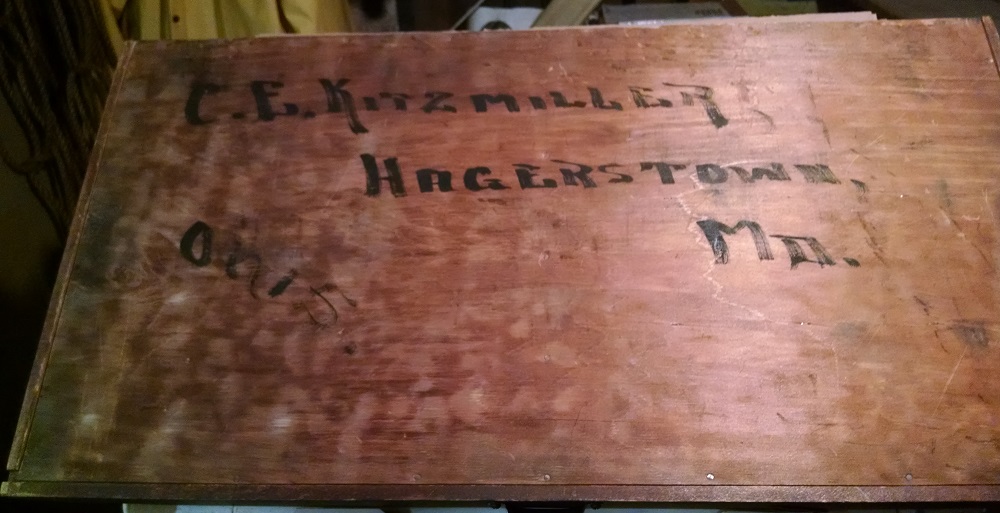 C.E. KITZMILLER
HAGERSTOWN,
MD.